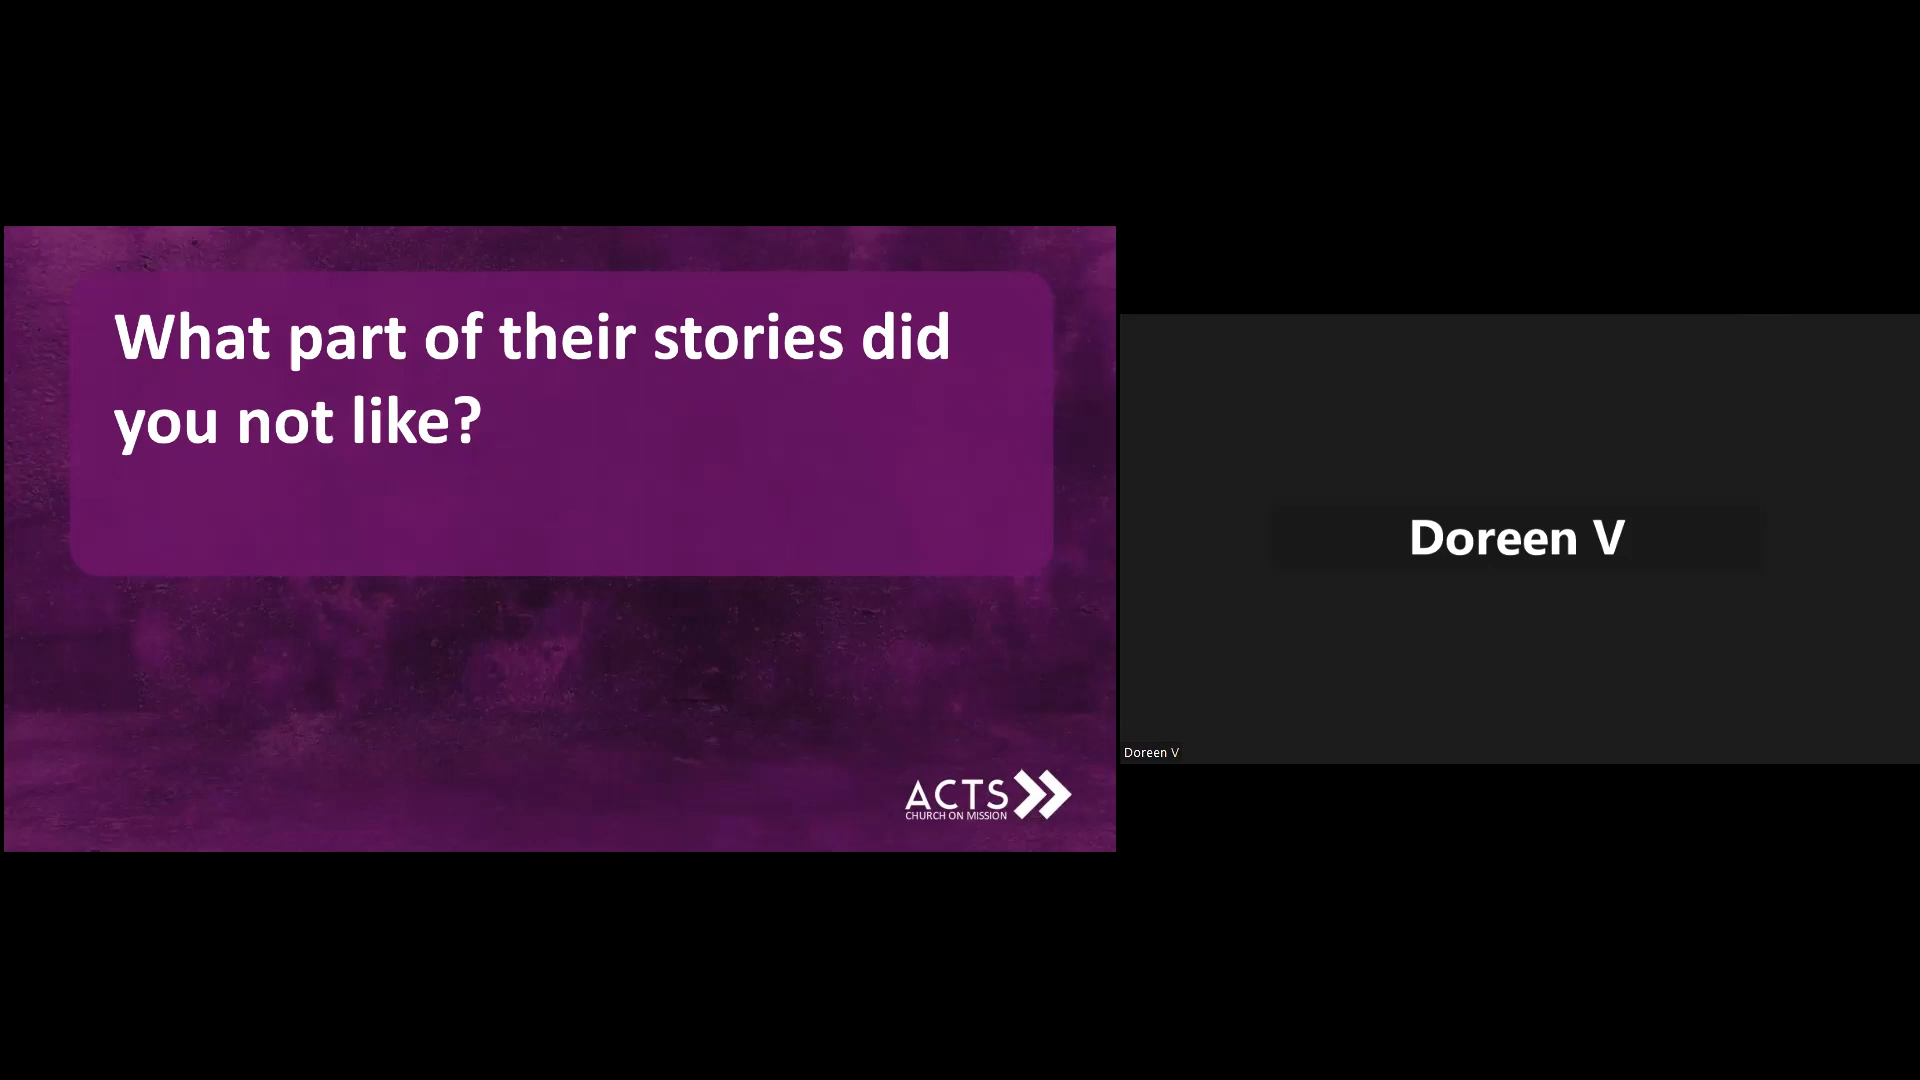 What part of their stories did
you not like?
ACTS
CHURCH ON MISSION
Doreen V
Doreen V